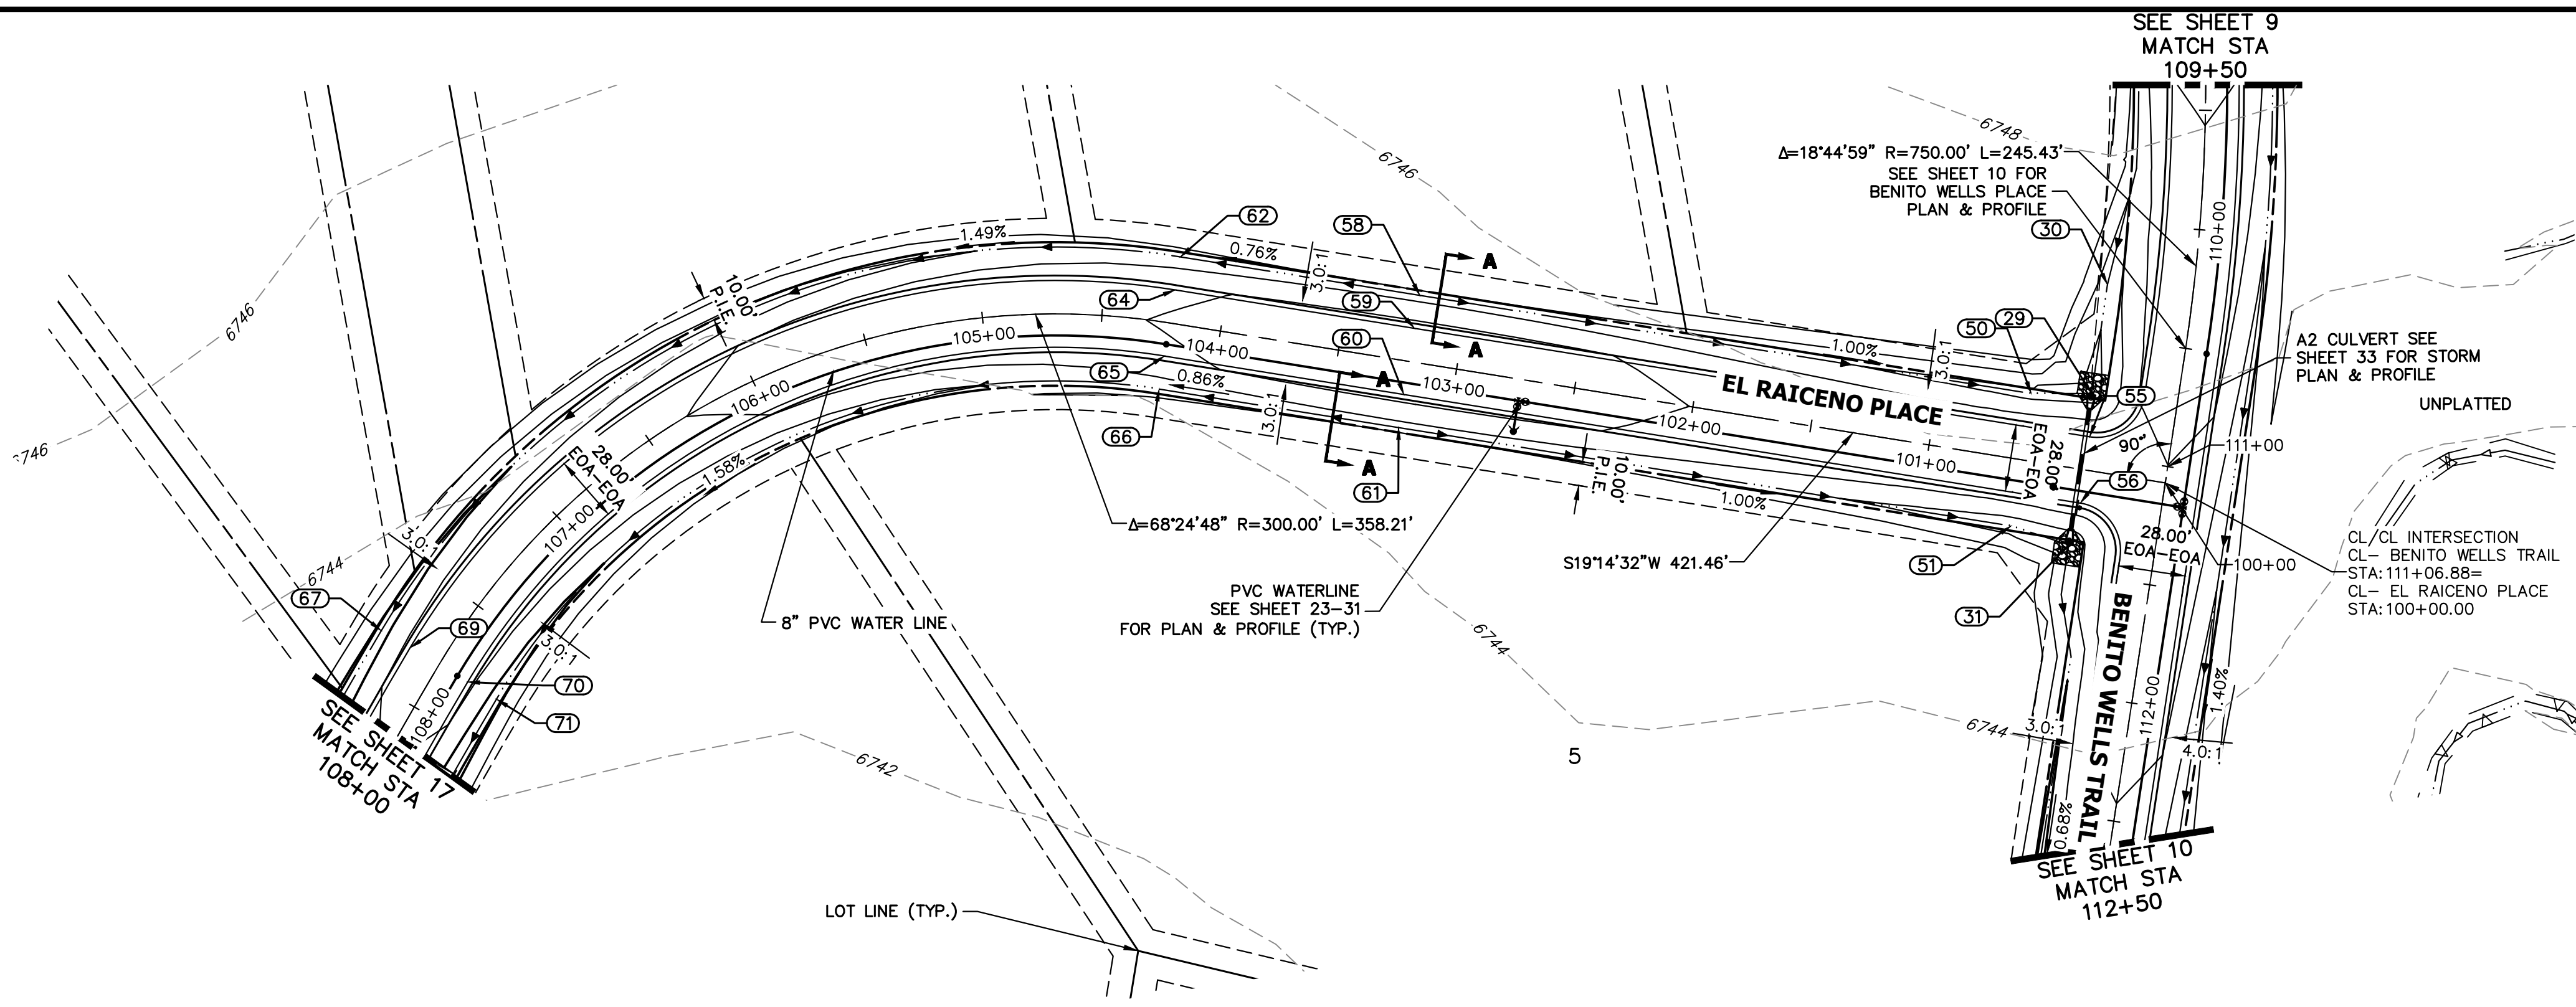 SEE SHEET 9
MATCH STA
109+50
6748
Δ=18°44'59" R=750.00' L=245.43'
SEE SHEET 10 FOR
BENITO WELLS PLACE
PLAN & PROFILE
30
110+00
6746
62
58
A
1.49%
0.76%
3.0:1
10.00'
P.I.E.
64
59
A
50
29
1.00%
3.0:1
A2 CULVERT SEE
SHEET 33 FOR STORM
PLAN & PROFILE
6746
105+00
60
104+00
65
0.86%
A
103+00
EL RAICENO PLACE
55
UNPLATTED
106+00
3.0:1
66
102+00
28.00'
EOA-EOA
90°
111+00
6746
28.00'
EOA-EOA
1.58%
A
61
10.00'
P.I.E.
101+00
56
1.00%
Δ=68°24'48" R=300.00' L=358.21'
107+00
3.0:1
S19°14'32"W 421.46'
51
28.00'
EOA-EOA
100+00
CL/CL INTERSECTION
CL- BENITO WELLS TRAIL
STA:111+06.88=
CL- EL RAICENO PLACE
STA:100+00.00
6744
67
69
8" PVC WATER LINE
PVC WATERLINE
SEE SHEET 23-31
FOR PLAN & PROFILE (TYP.)
31
3.0:1
6744
70
71
108+00
BENITO WELLS TRAIL
112+00
1.40%
6744
3.0:1
4.0:1
SEE SHEET 17
MATCH STA
108+00
6742
5
0.68%
SEE SHEET 10
MATCH STA
112+50
LOT LINE (TYP.)